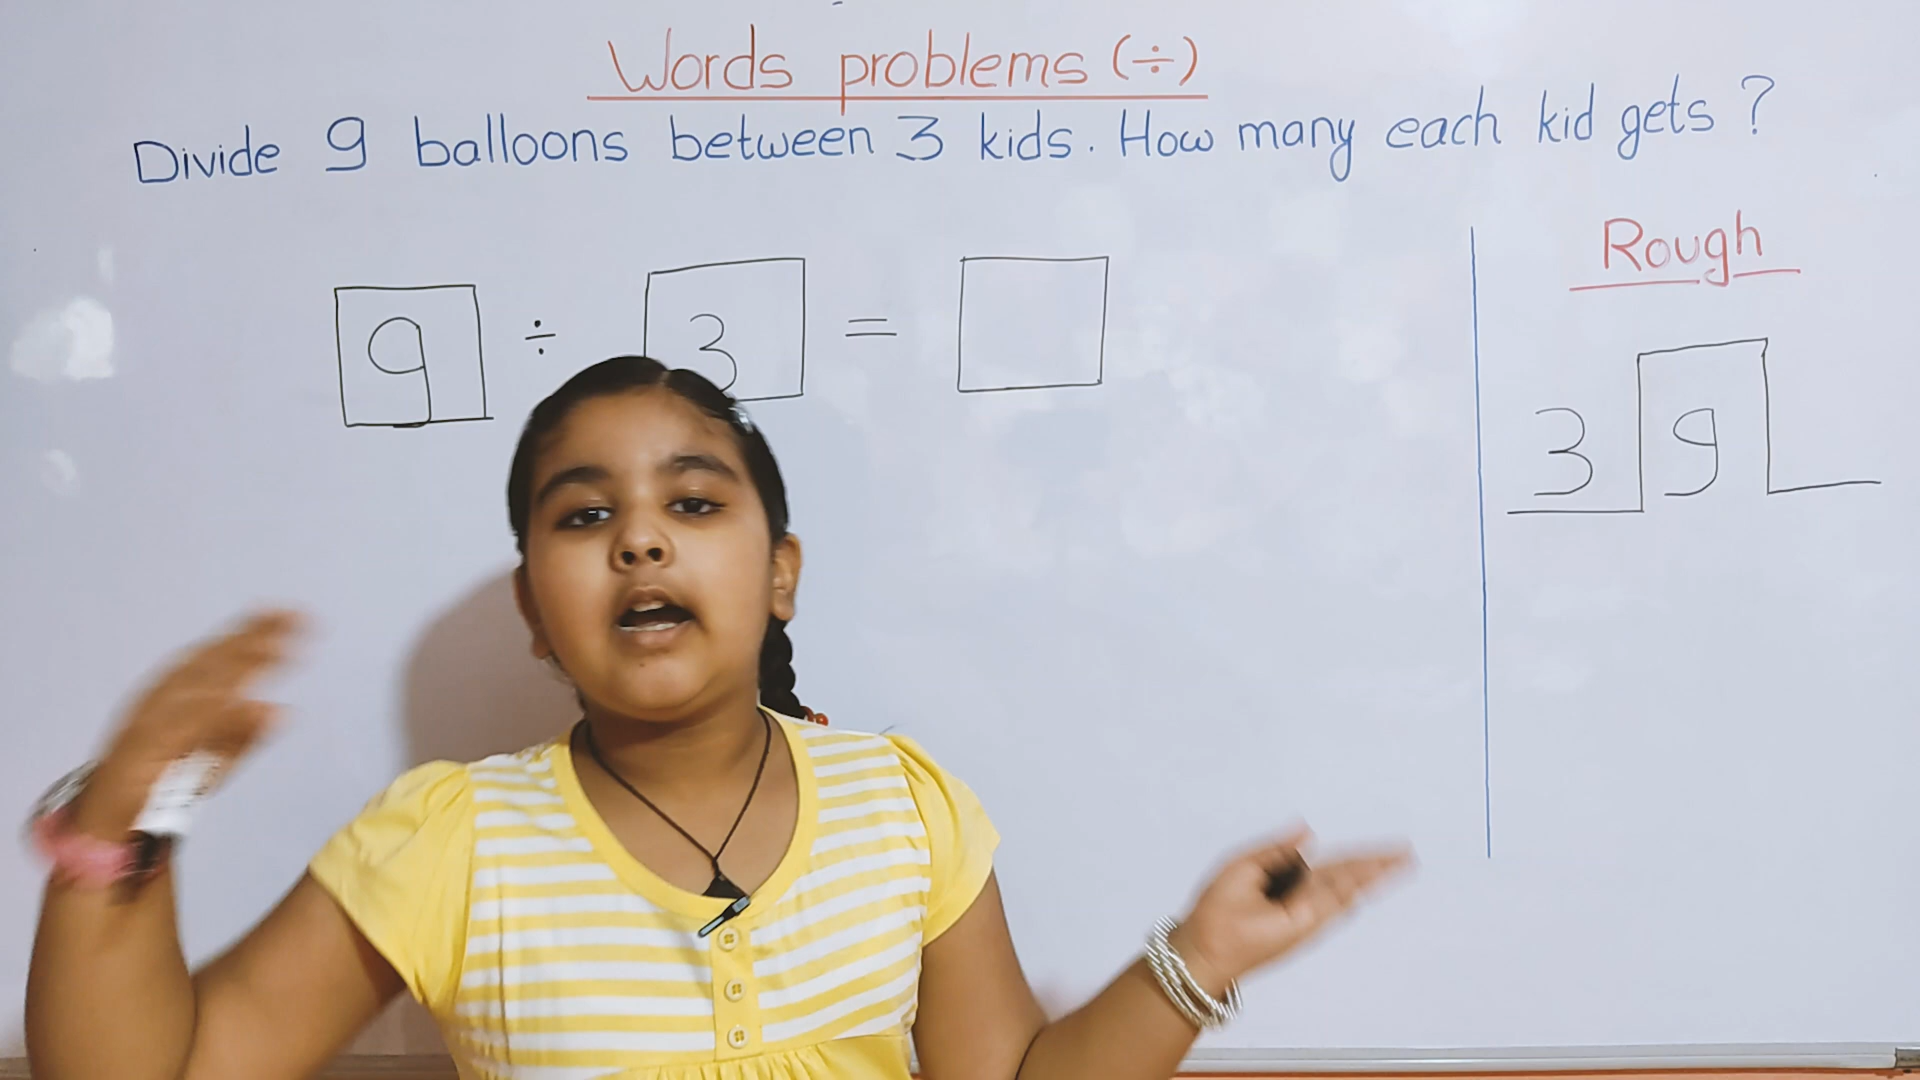 Words problems (÷)
Divide 9 balloons between 3 kids. How many each kid gets ?
9 ÷ 3 =
Rough
3 9